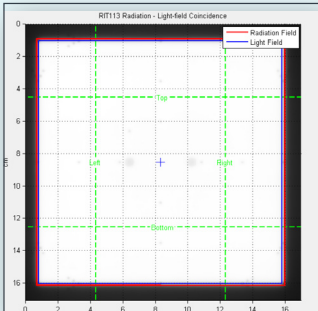 RIT113 Radiation - Light-field Coincidence
Radiation Field
Light Field
0
2
4
6
8
10
12
14
16
cm
Top
Left
Right
Bottom
0 2 4 6 8 10 12 14 16